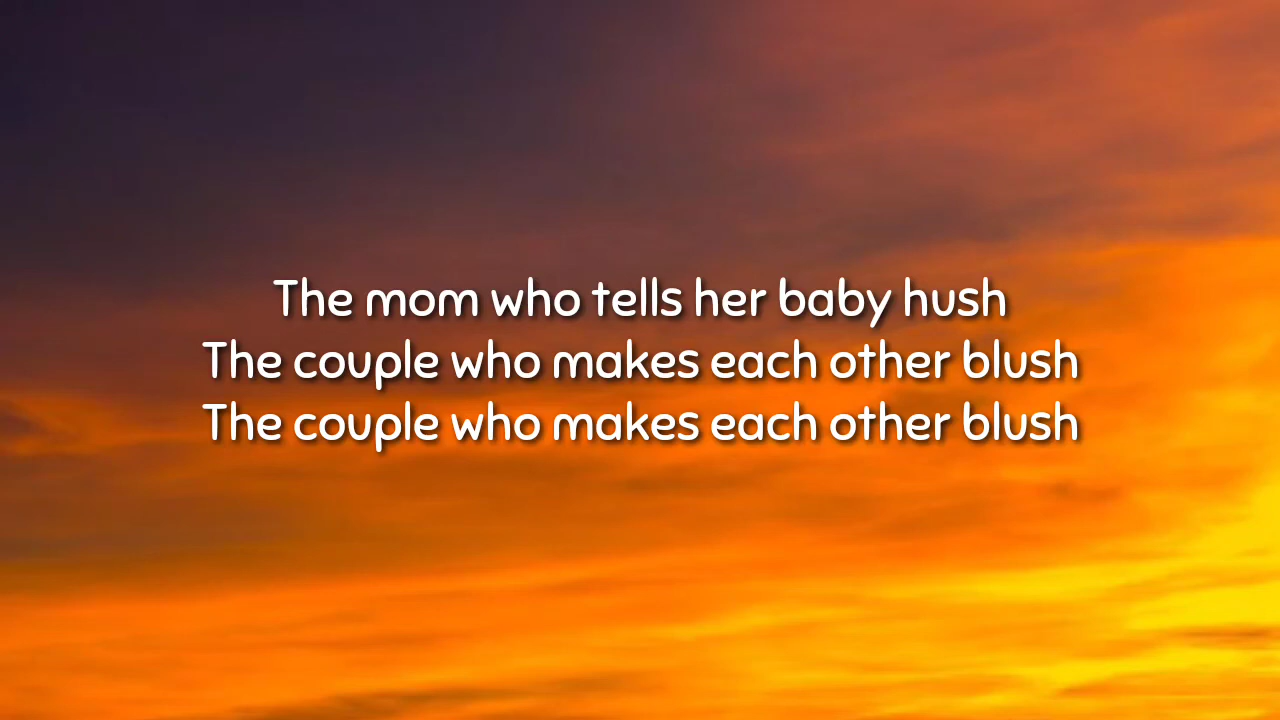 The mom who tells her baby hush
The couple who makes each other blush
The couple who makes each other blush